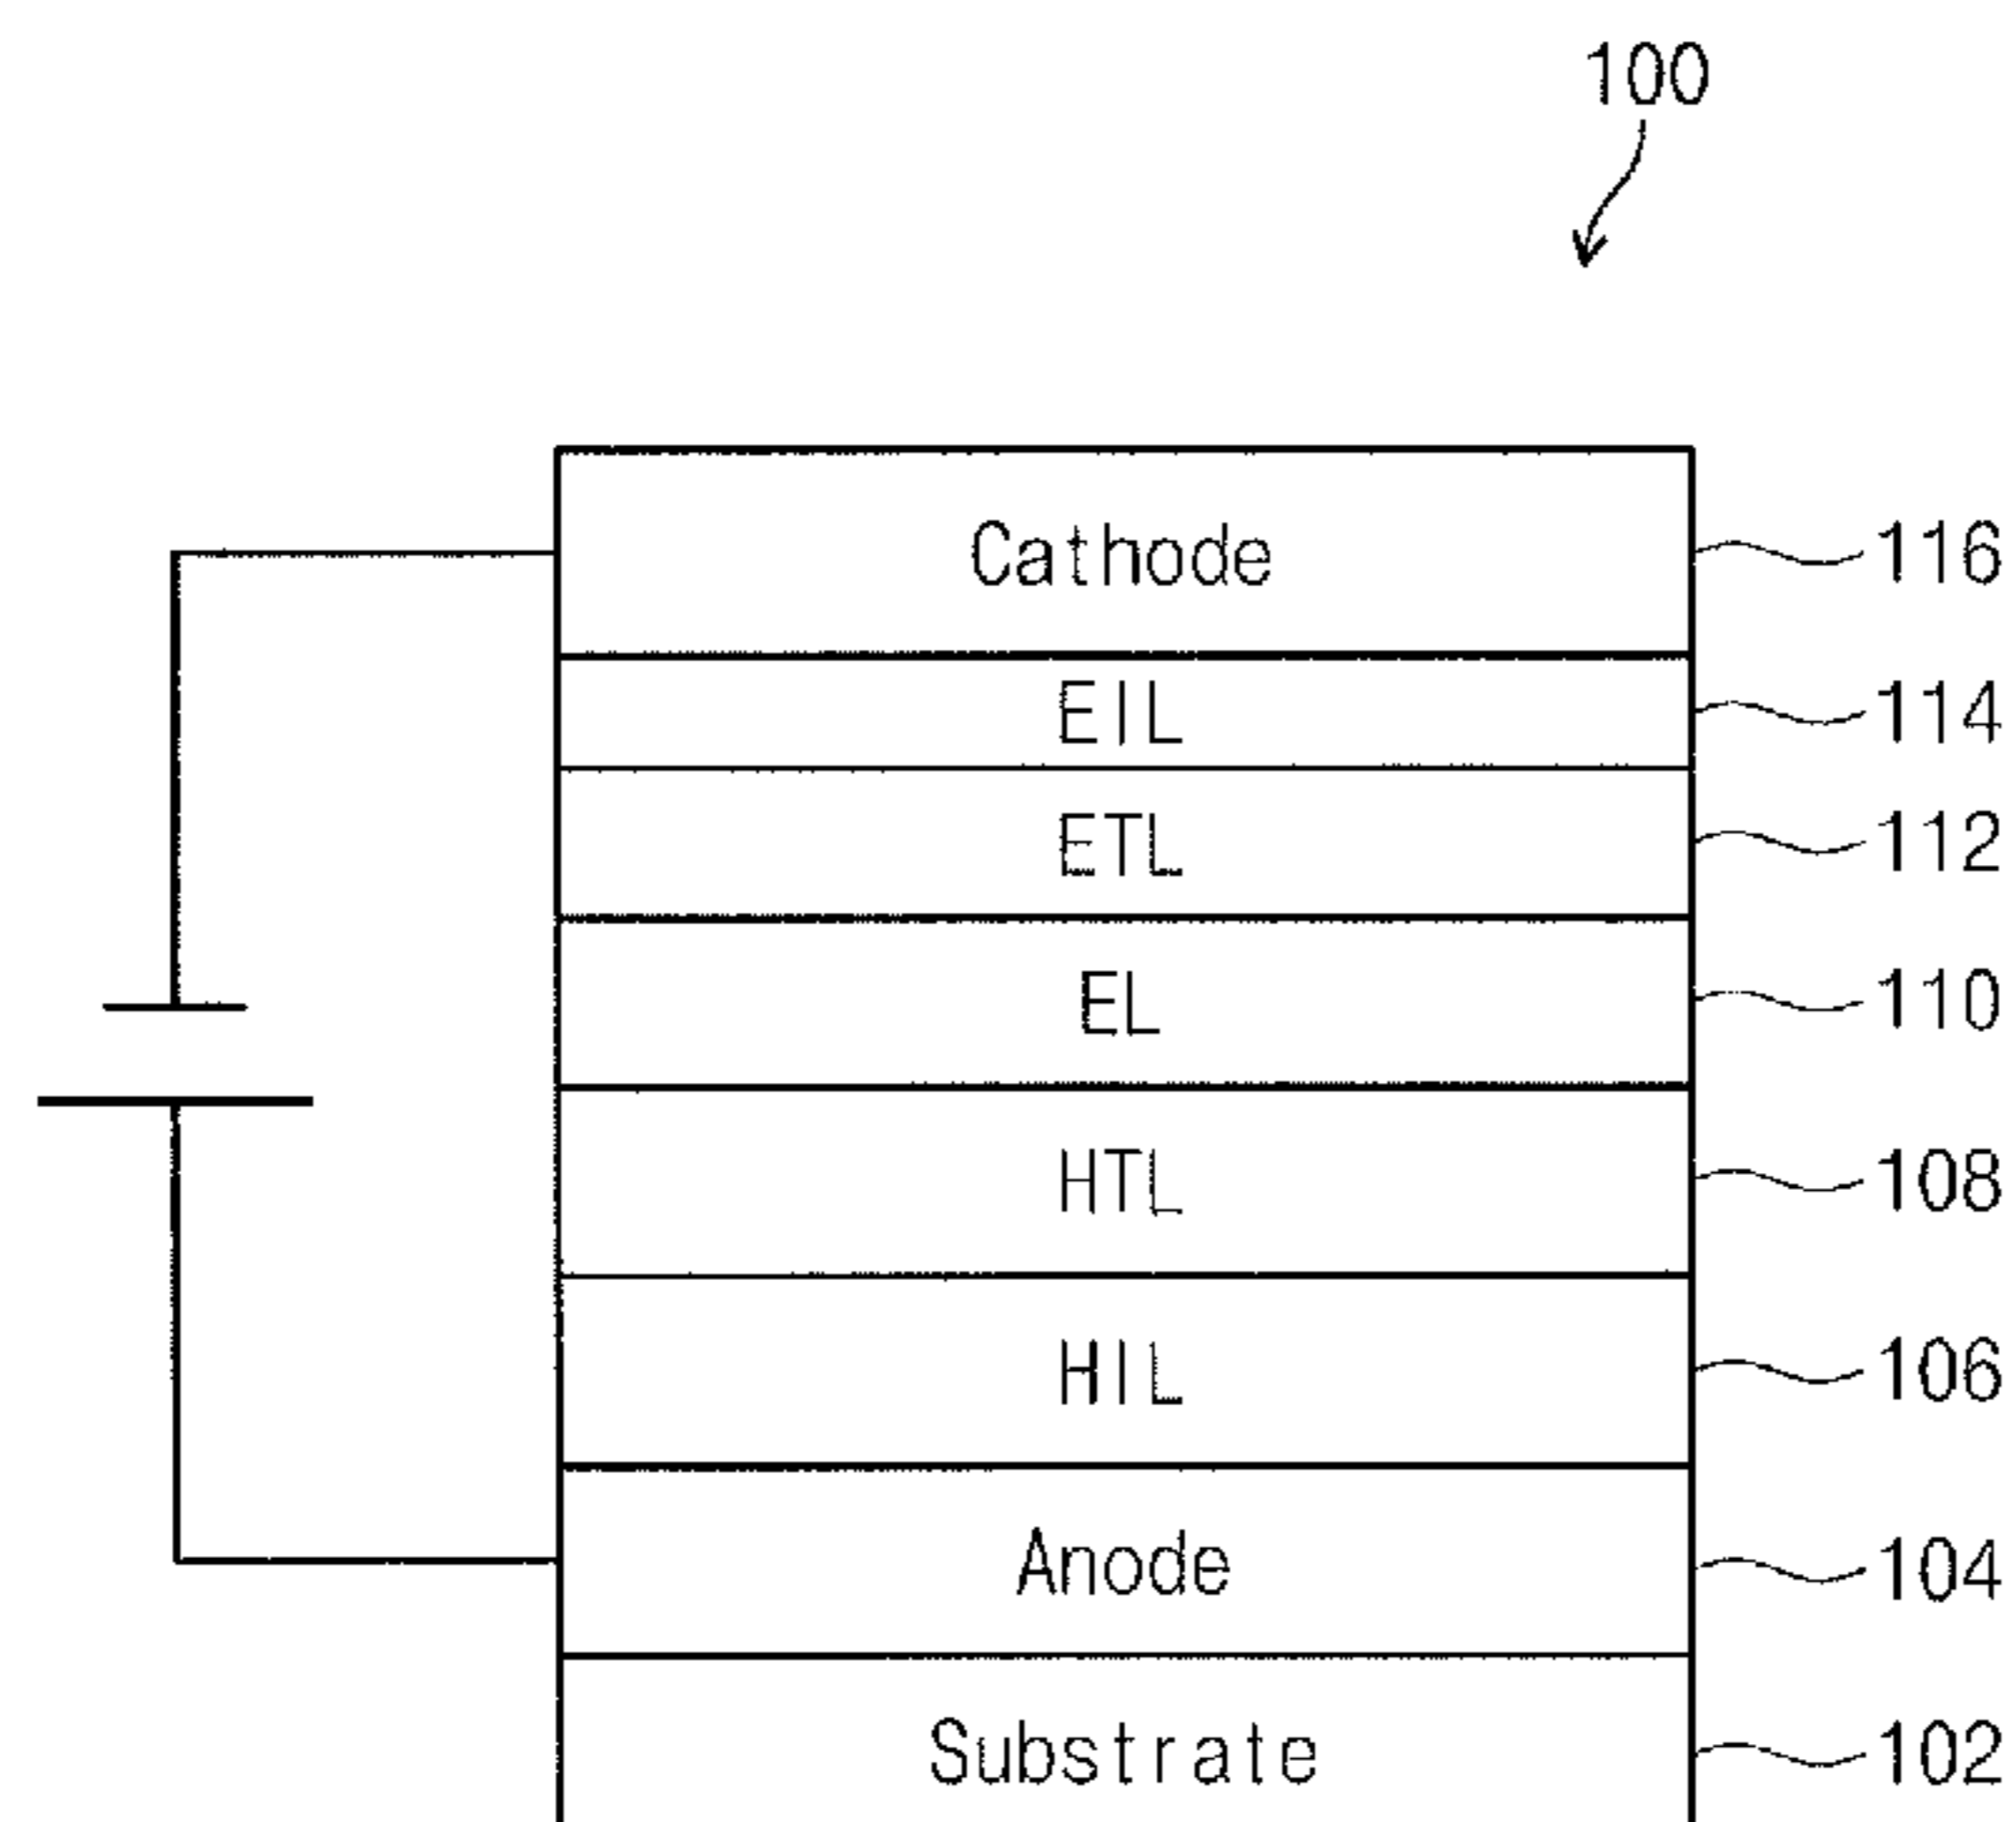 100
Cathode 116
EIL 114
ETL 112
EL 110
HTL 108
HIL 106
Anode 104
Substrate 102